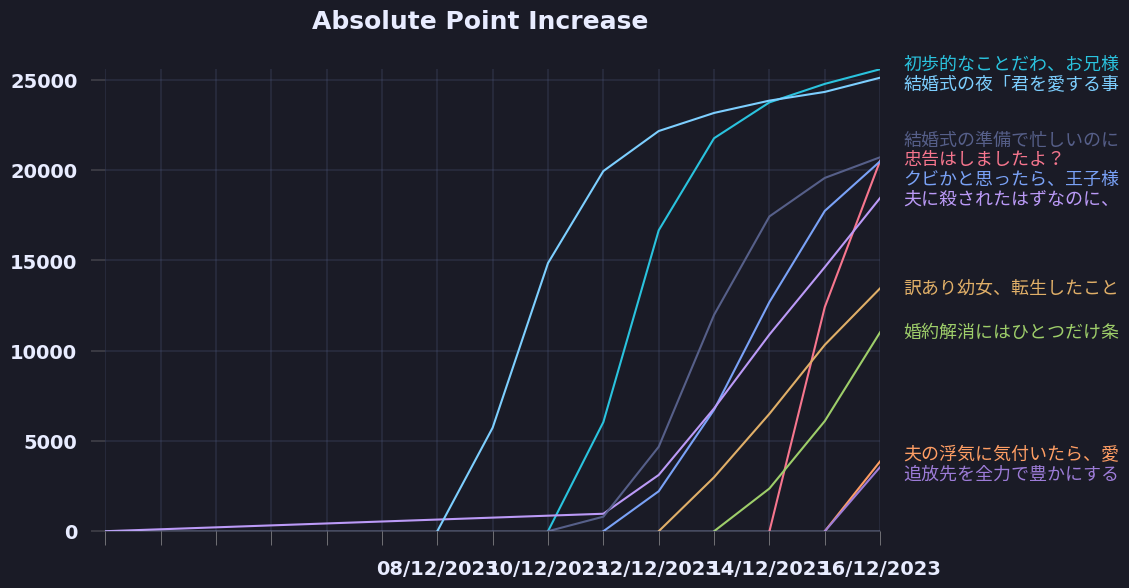 Absolute Point Increase
25000
20000
15000
10000
5000
0
08/12/2023
10/12/2023
12/12/2023
14/12/2023
16/12/2023
初歩的なことだわ、お兄様
結婚式の夜「君を愛する事
結婚式の準備で忙しいのに
忠告はしましたよ？
クビかと思ったら、王子様
夫に殺されたはずなのに、
訳あり幼女、転生したこと
婚約解消にはひとつだけ条
夫の浮気に気付いたら、愛
追放先を全力で豊かにする